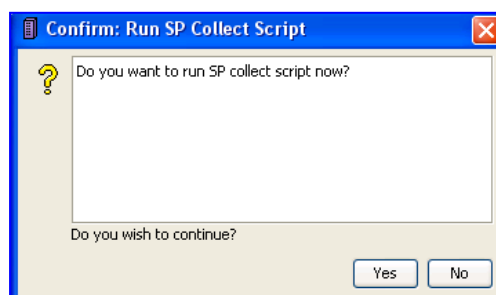 Confirm: Run SP Collect Script
Do you want to run SP collect script now?
Do you wish to continue?
Yes No